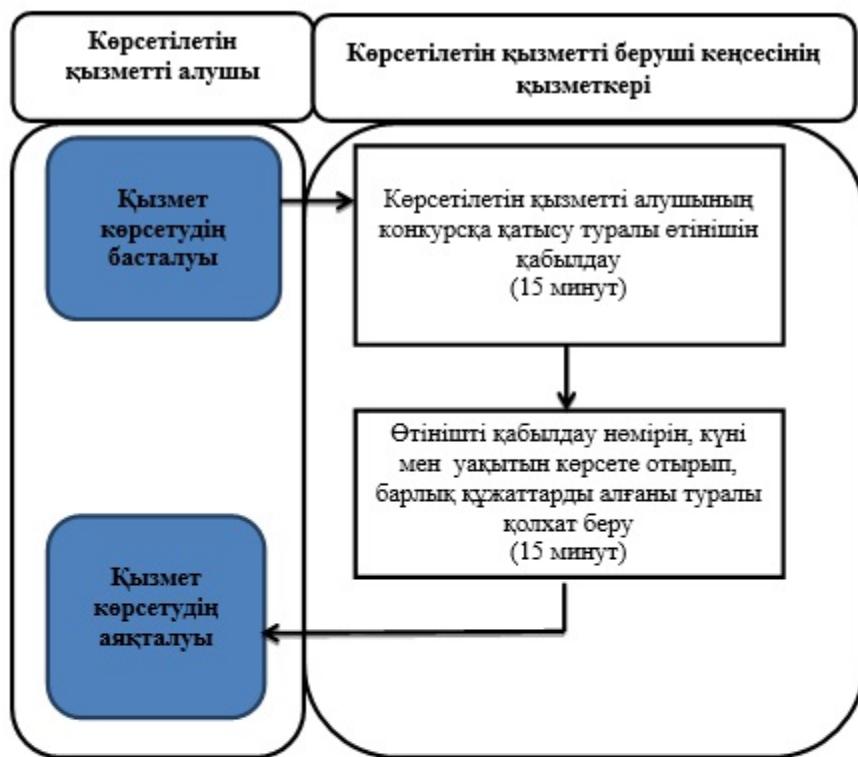 Көрсетілетін
қызметті алушы
Көрсетілетін қызметті беруші кеңсесінің
қызметкері
Қызмет
көрсетудің
басталуы
Көрсетілетін қызметті алушының
конкурсқа қатысу туралы өтінішін
қабылдау
(15 минут)
Өтінішті қабылдау нөмірін, күні
мен уақытын көрсете отырып,
барлық құжаттарды алғаны туралы
қолхат беру
(15 минут)
Қызмет
көрсетудің
аяқталуы